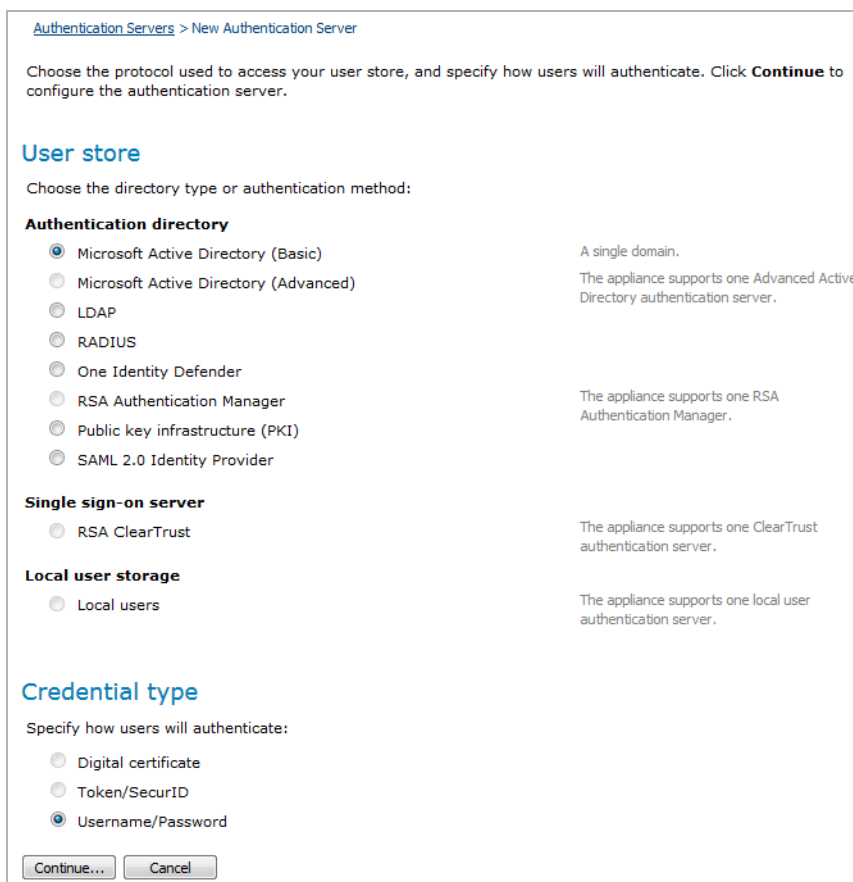 Authentication Servers > New Authentication Server
Choose the protocol used to access your user store, and specify how users will authenticate. Click Continue to
configure the authentication server.
User store
Choose the directory type or authentication method:
Authentication directory
Microsoft Active Directory (Basic)
A single domain.
Microsoft Active Directory (Advanced)
The appliance supports one Advanced Active
Directory authentication server.
LDAP
RADIUS
One Identity Defender
RSA Authentication Manager
The appliance supports one RSA
Authentication Manager.
Public key infrastructure (PKI)
SAML 2.0 Identity Provider
Single sign-on server
RSA ClearTrust
The appliance supports one ClearTrust
authentication server.
Local user storage
Local users
The appliance supports one local user
authentication server.
Credential type
Specify how users will authenticate:
Digital certificate
Token/SecurID
Username/Password
Continue...
Cancel